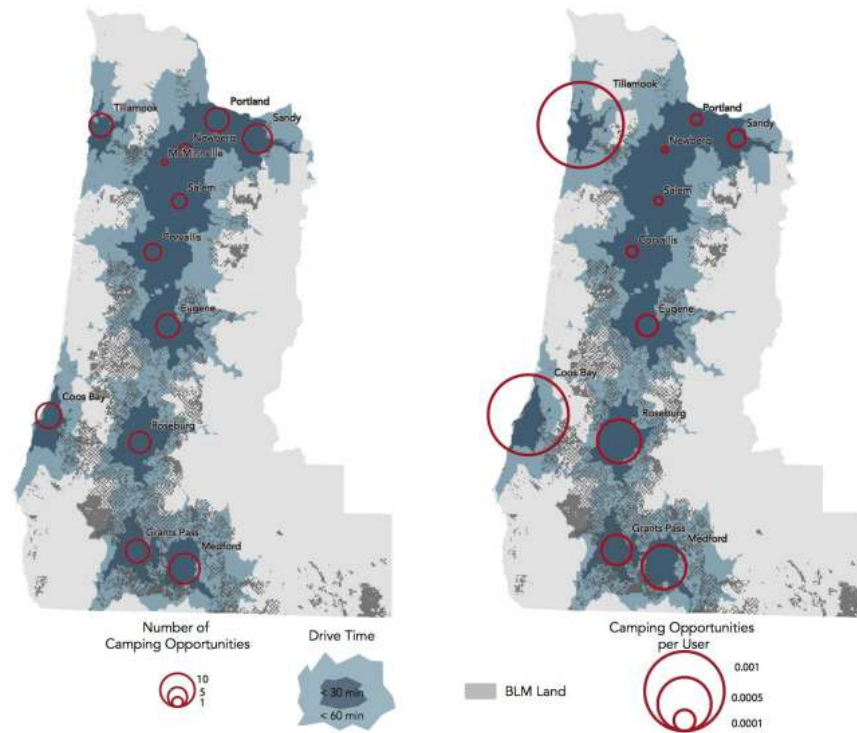 Tillamook
Portland
Sandy
Newberg
McMinnville
Salem
Corvallis
Eugene
Coos Bay
Roseburg
Grants Pass
Medford
Number of
Camping Opportunities
10
5
1
Drive Time
< 30 min
< 60 min
Tillamook
Portland
Sandy
Newberg
Salem
Corvallis
Eugene
Coos Bay
Roseburg
Grants Pass
Medford
BLM Land
Camping Opportunities
per User
0.001
0.0005
0.0001